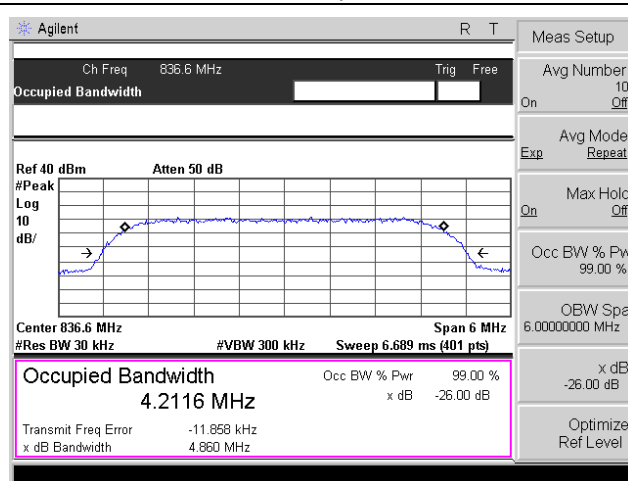 Agilent R T
Ch Freq 836.6 MHz Trig Free
Occupied Bandwidth
Ref 40 dBm Atten 50 dB
#Peak
Log
10
dB/
Center 836.6 MHz Span 6 MHz
#Res BW 30 kHz #VBW 300 kHz Sweep 6.689 ms (401 pts)
Occupied Bandwidth Occ BW % Pwr 99.00 %
4.2116 MHz x dB -26.00 dB
Transmit Freq Error -11.858 kHz
x dB Bandwidth 4.860 MHz
Meas Setup
Avg Number
10
On Off
Avg Mode
Exp Repeat
Max Hold
On Off
Occ BW % Pw
99.00 %
OBW Spa
6.00000000 MHz
x dB
-26.00 dB
Optimize
Ref Level